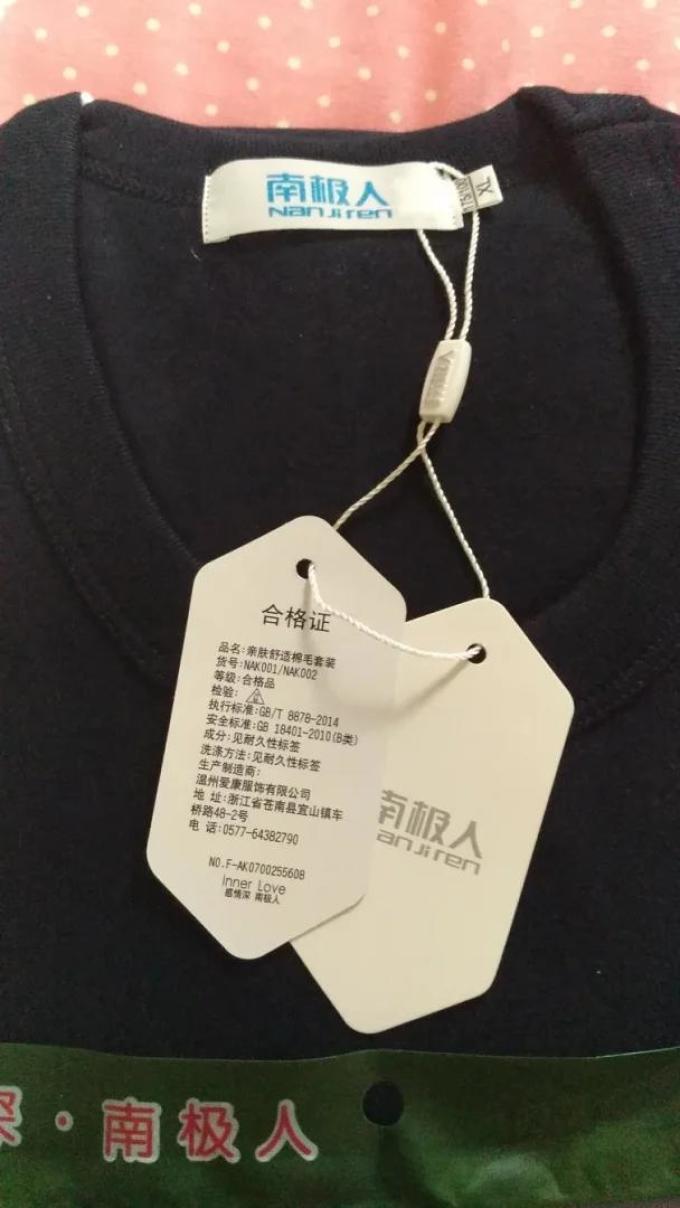 南极人
Nanjiren
XL
合格证
品名:亲肤舒适棉毛套装
货号:NAK001/NAK002
等级:合格品
检验:
执行标准:GB/T 8878-2014
安全标准:GB 18401-2010(B类)
成分:见耐久性标签
洗涤方法:见耐久性标签
生产制造商:
温州爱康服饰有限公司
地 址:浙江省苍南县宜山镇车
桥路48-2号
电 话:0577-64382790
NO.F-AK0700255608
Inner Love
感情深 南极人
南极人
anjiren
深·南极人